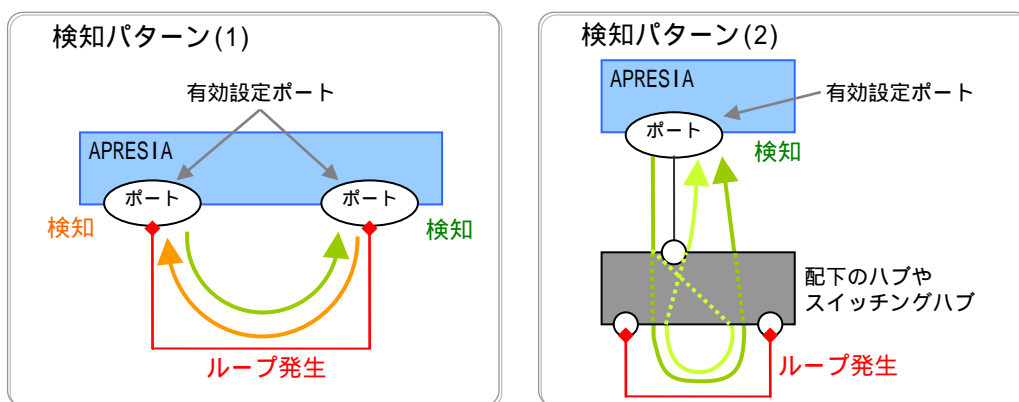 検知パターン(1)
有効設定ポート
APRESIA
ポート
ポート
検知
検知
ループ発生
検知パターン(2)
APRESIA
有効設定ポート
ポート
検知
配下のハブや
スイッチングハブ
ループ発生